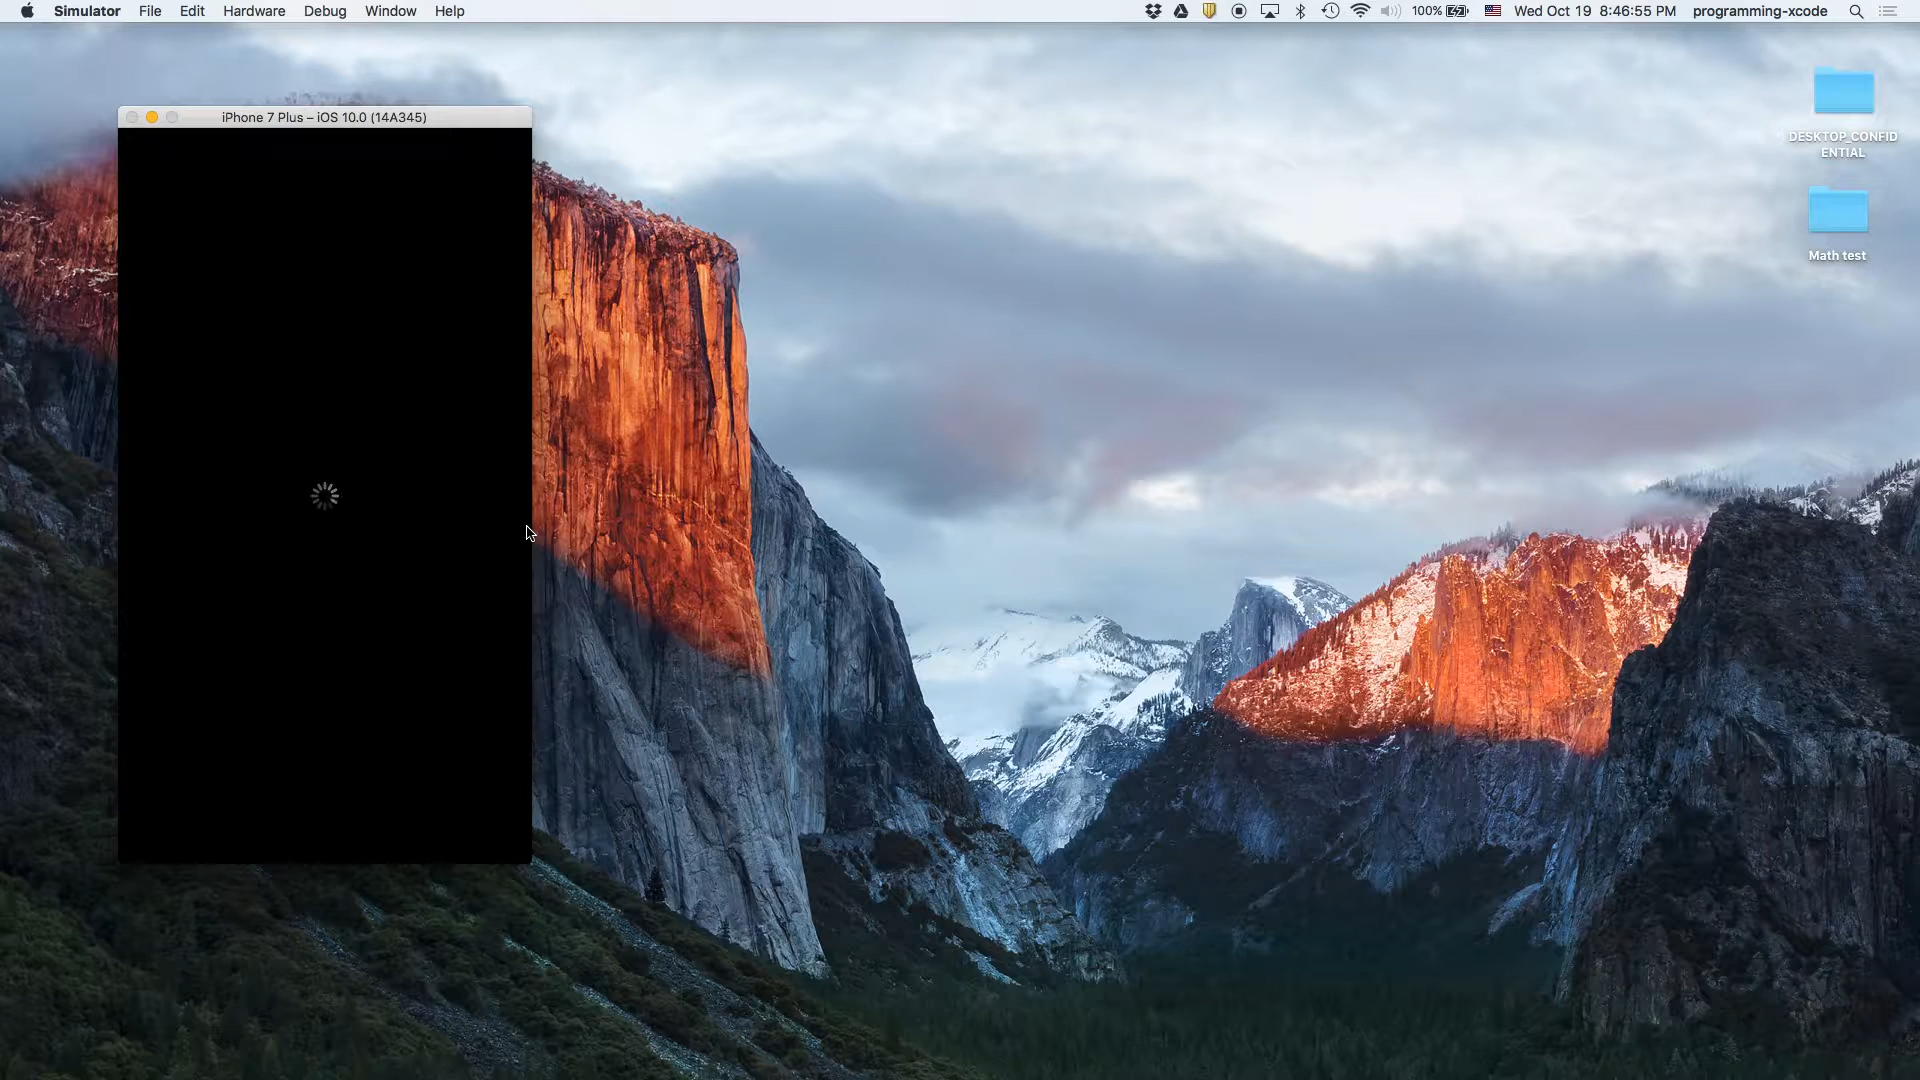 Simulator File Edit Hardware Debug Window Help 100% Wed Oct 19 8:46:55 PM programming-xcode
iPhone 7 Plus – iOS 10.0 (14A345)
DESKTOP_CONFID
ENTIAL
Math test